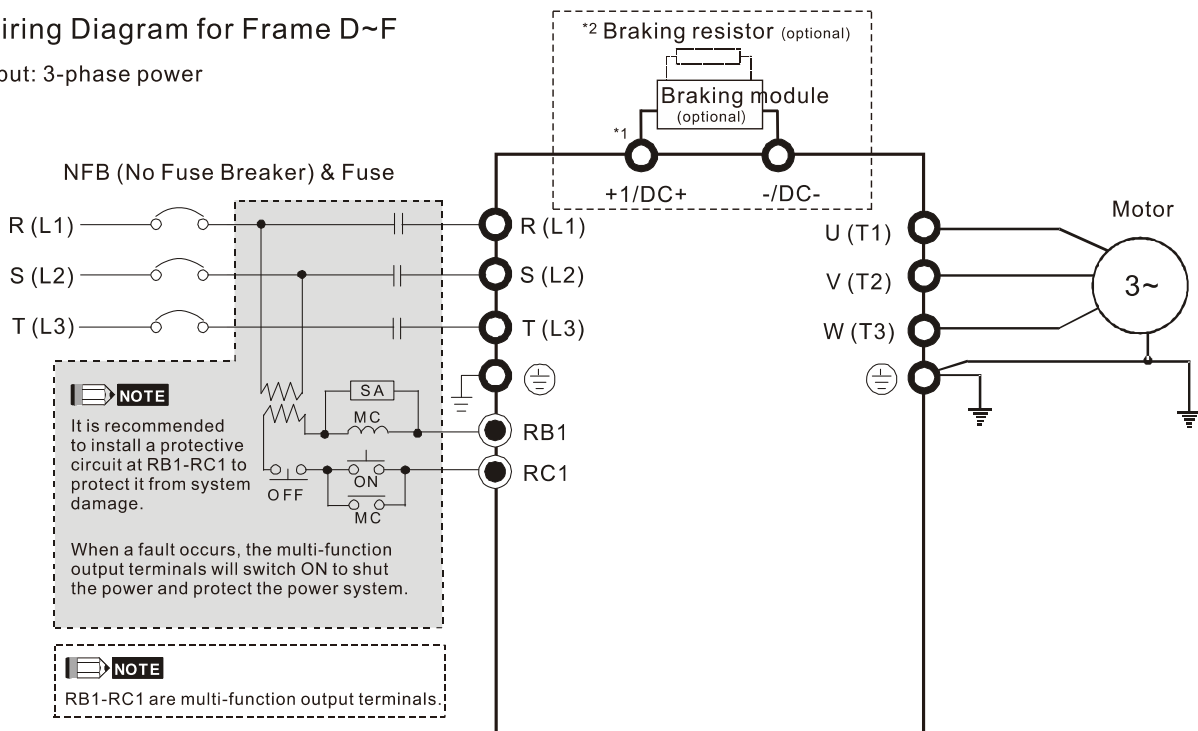 iring Diagram for Frame D~F
put: 3-phase power
*2 Braking resistor (optional)
Braking module
(optional)
*1
+1/DC+
-/DC-
NFB (No Fuse Breaker) & Fuse
R (L1)
R (L1)
U (T1)
Motor
S (L2)
S (L2)
V (T2)
3~
T (L3)
T (L3)
W (T3)
NOTE
It is recommended
to install a protective
circuit at RB1-RC1 to
protect it from system
damage.
SA
MC
RB1
RC1
OFF
ON
MC
When a fault occurs, the multi-function
output terminals will switch ON to shut
the power and protect the power system.
NOTE
RB1-RC1 are multi-function output terminals.